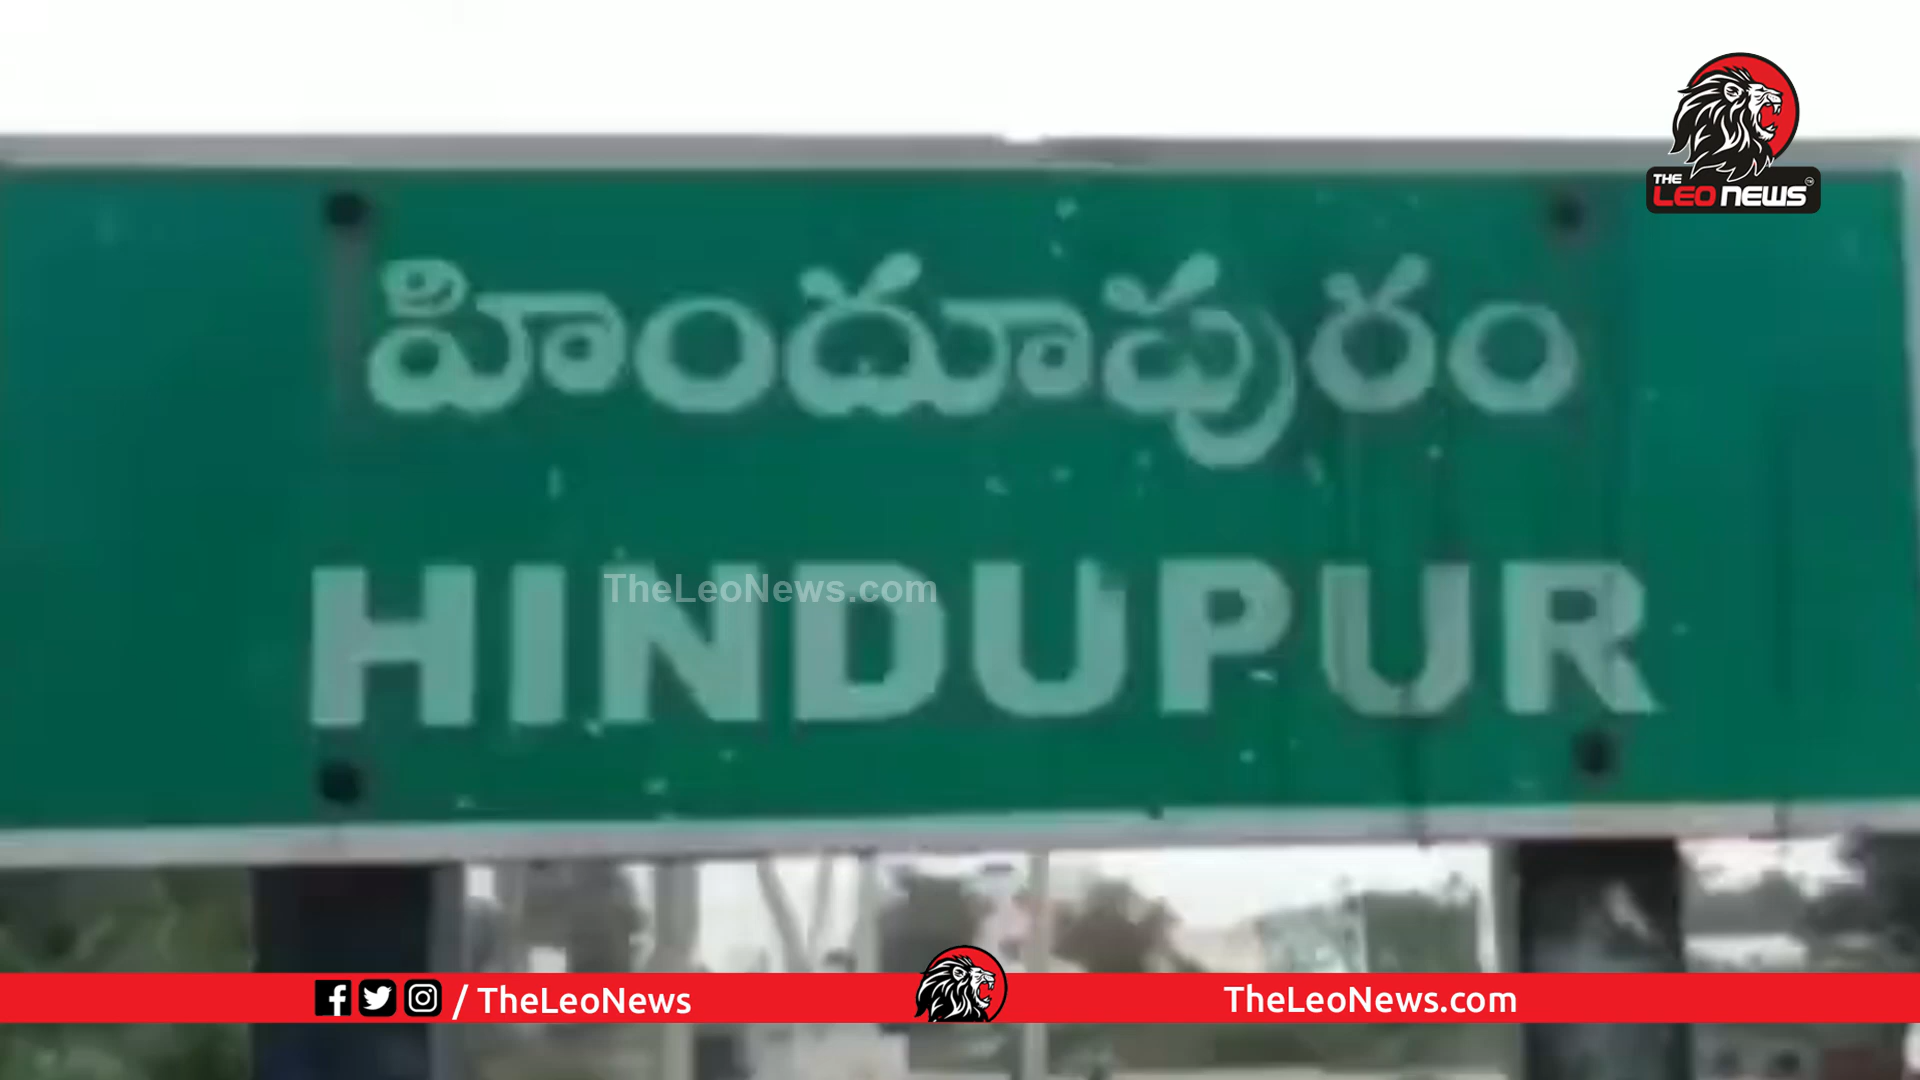 THE
LEO NEWS
హిందూపురం
HINDUPUR
TheLeoNews.com
/ TheLeoNews
TheLeoNews.com